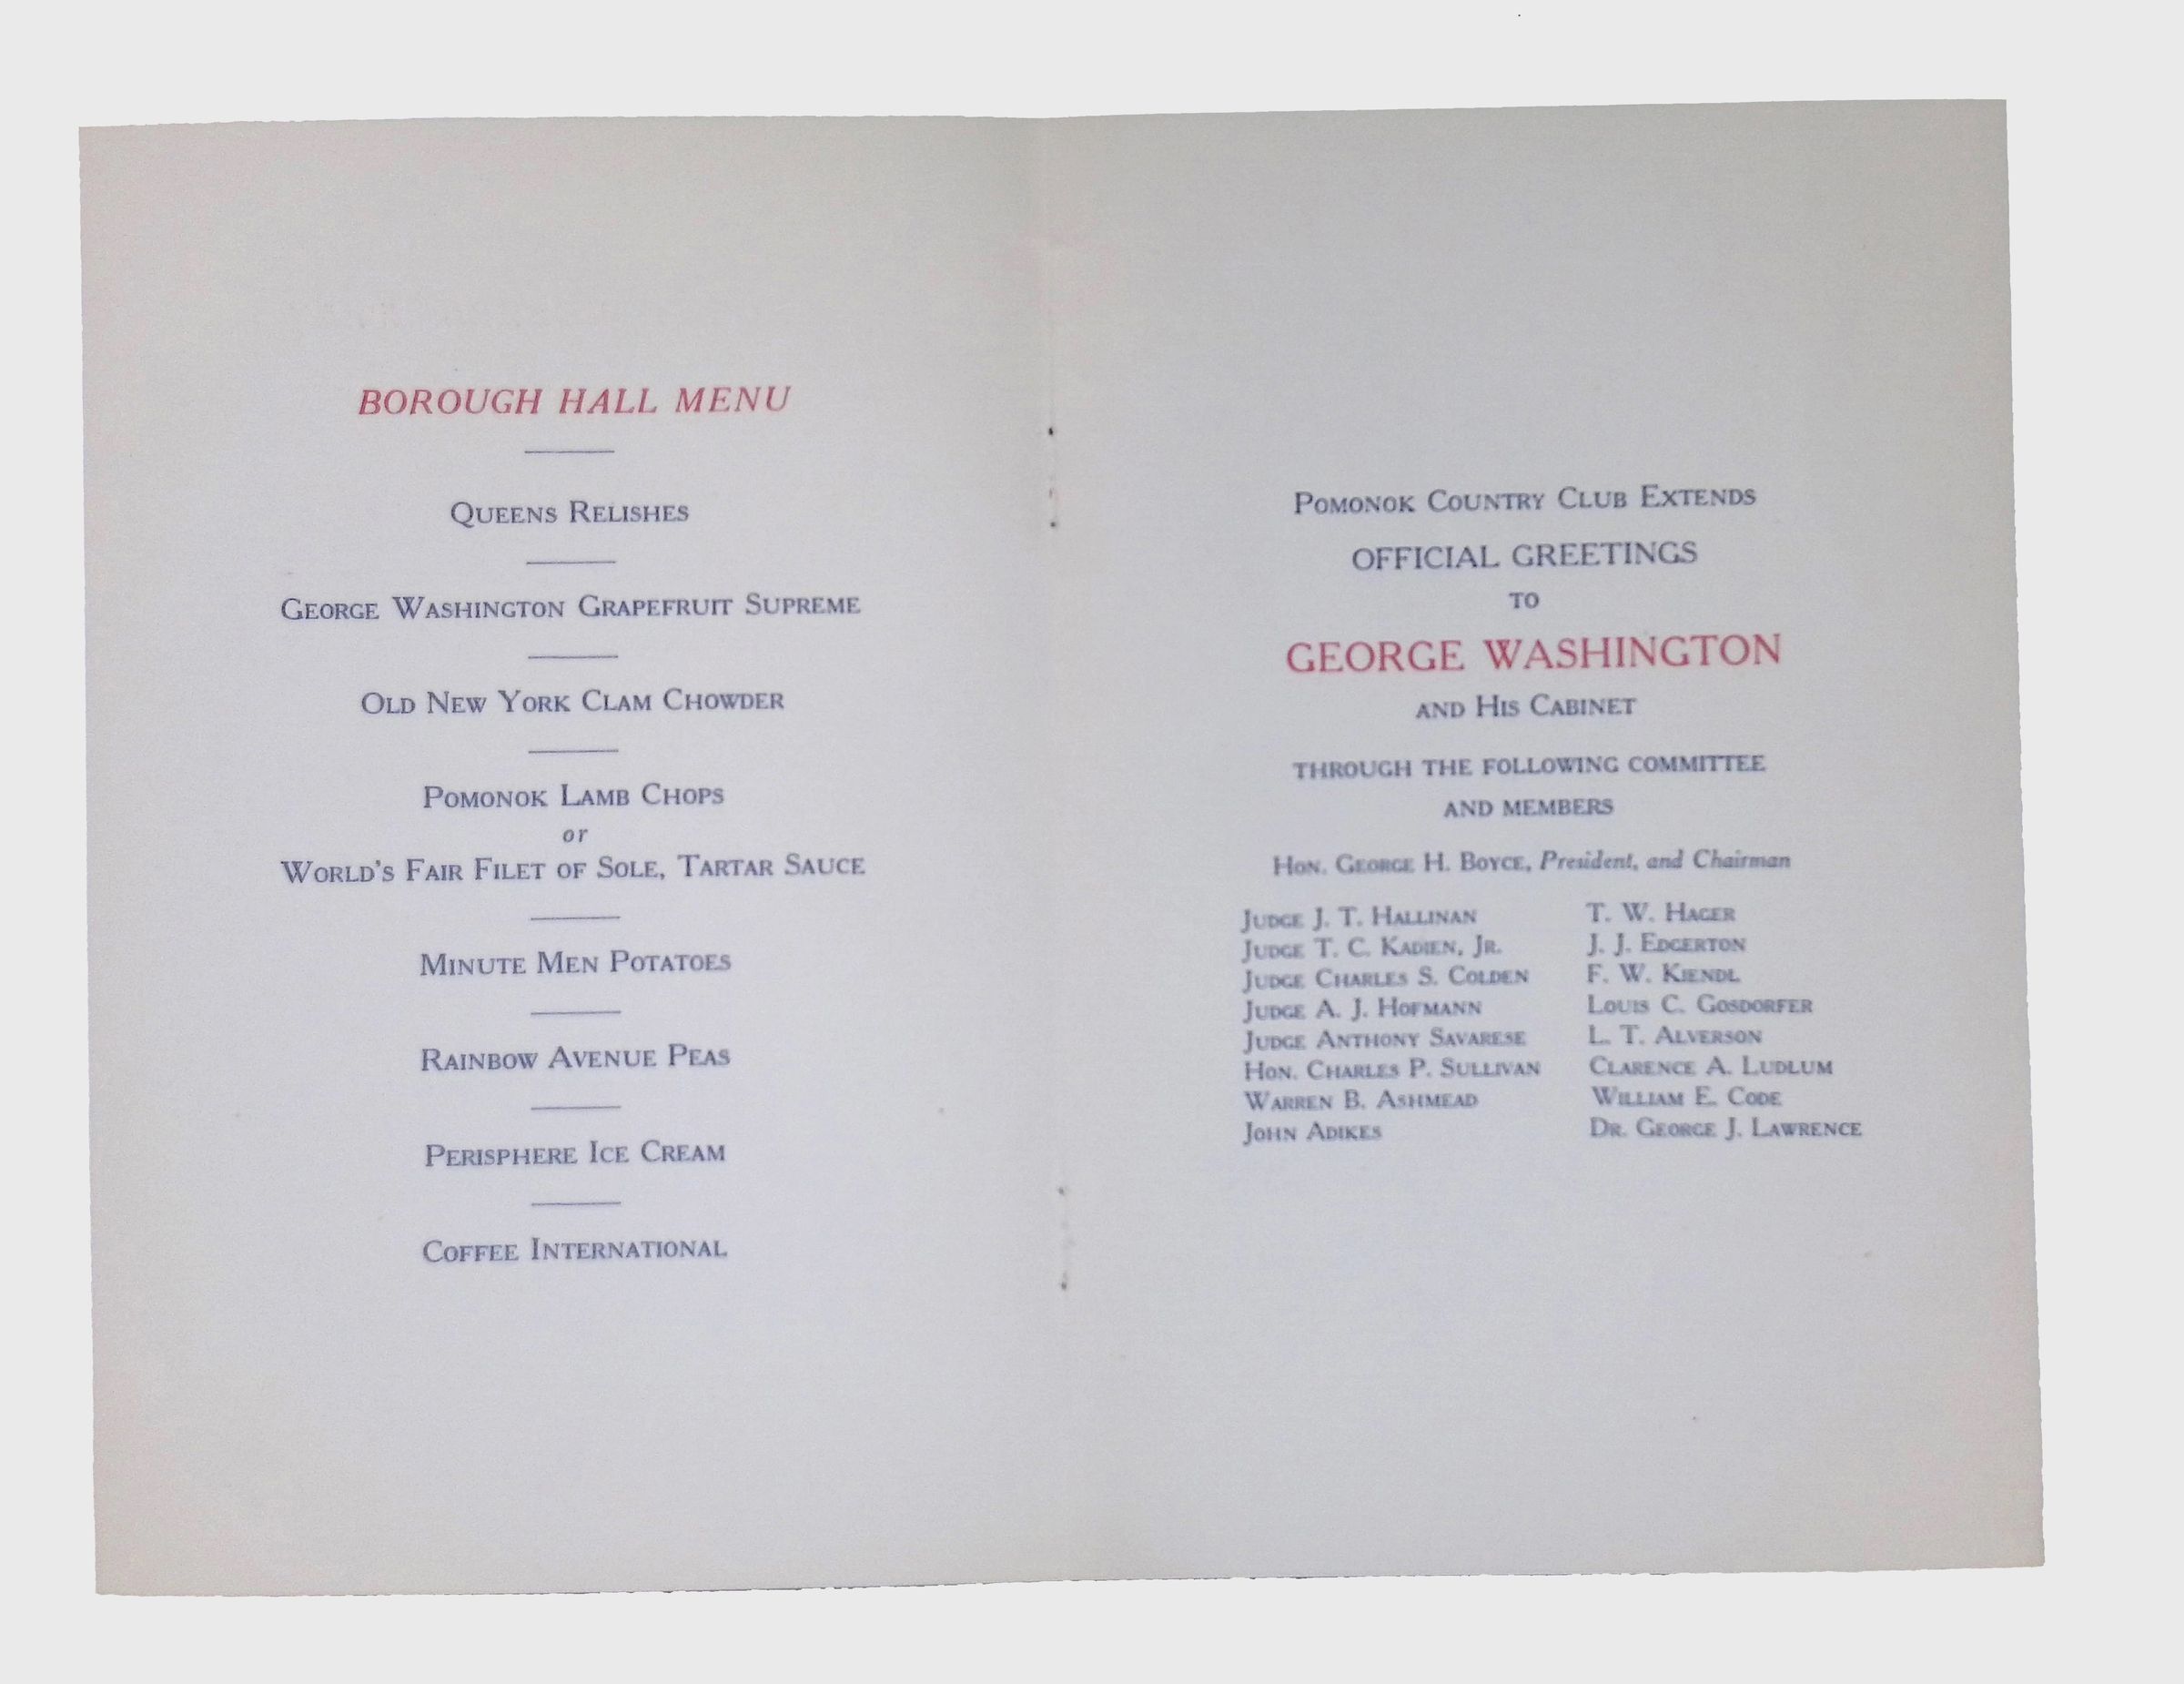 BOROUGH HALL MENU
QUEENS RELISHES
GEORGE WASHINGTON GRAPEFRUIT SUPREME
OLD NEW YORK CLAM CHOWDER
POMONOK LAMB CHOPS
or
WORLD'S FAIR FILET OF SOLE, TARTAR SAUCE
MINUTE MEN POTATOES
RAINBOW AVENUE PEAS
PERISPHERE ICE CREAM
COFFEE INTERNATIONAL
POMONOK COUNTRY CLUB EXTENDS
OFFICIAL GREETINGS
TO
GEORGE WASHINGTON
AND HIS CABINET
THROUGH THE FOLLOWING COMMITTEE
AND MEMBERS
HON. GEORGE H. BOYCE, President, and Chairman
JUDGE J. T. HALLINAN
JUDGE T. C. KADIEN, JR.
JUDGE CHARLES S. COLDEN
JUDGE A. J. HOFMANN
JUDGE ANTHONY SAVARESE
HON. CHARLES P. SULLIVAN
WARREN B. ASHMEAD
JOHN ADIKES
T. W. HAGER
J. J. EDGERTON
F. W. KIENDL
LOUIS C. GOSDORFER
L. T. ALVERSON
CLARENCE A. LUDLUM
WILLIAM E. CODE
DR. GEORGE J. LAWRENCE